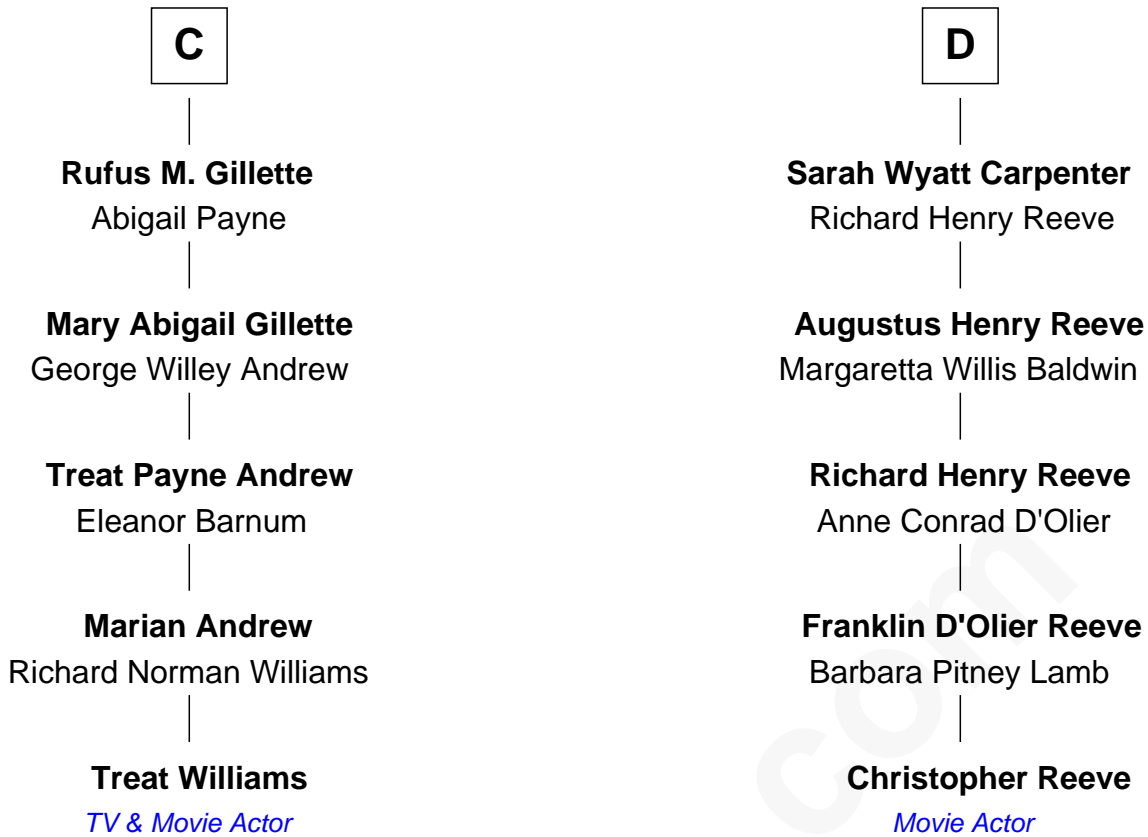 C
Rufus M. Gillette
Abigail Payne
Mary Abigail Gillette
George Willey Andrew
Treat Payne Andrew
Eleanor Barnum
Marian Andrew
Richard Norman Williams
Treat Williams
TV & Movie Actor
D
Sarah Wyatt Carpenter
Richard Henry Reeve
Augustus Henry Reeve
Margaretta Willis Baldwin
Richard Henry Reeve
Anne Conrad D'Olier
Franklin D'Olier Reeve
Barbara Pitney Lamb
Christopher Reeve
Movie Actor
com